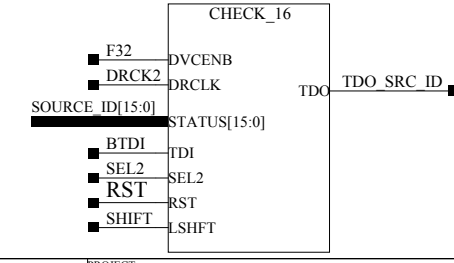 CHECK_16
F32
DVCENB
DRCK2
DRCLK
TDO
TDO_SRC_ID
SOURCE_ID[15:0]
STATUS[15:0]
BTDI
TDI
SEL2
SEL2
RST
RST
SHIFT
LSHFT
PROJECT